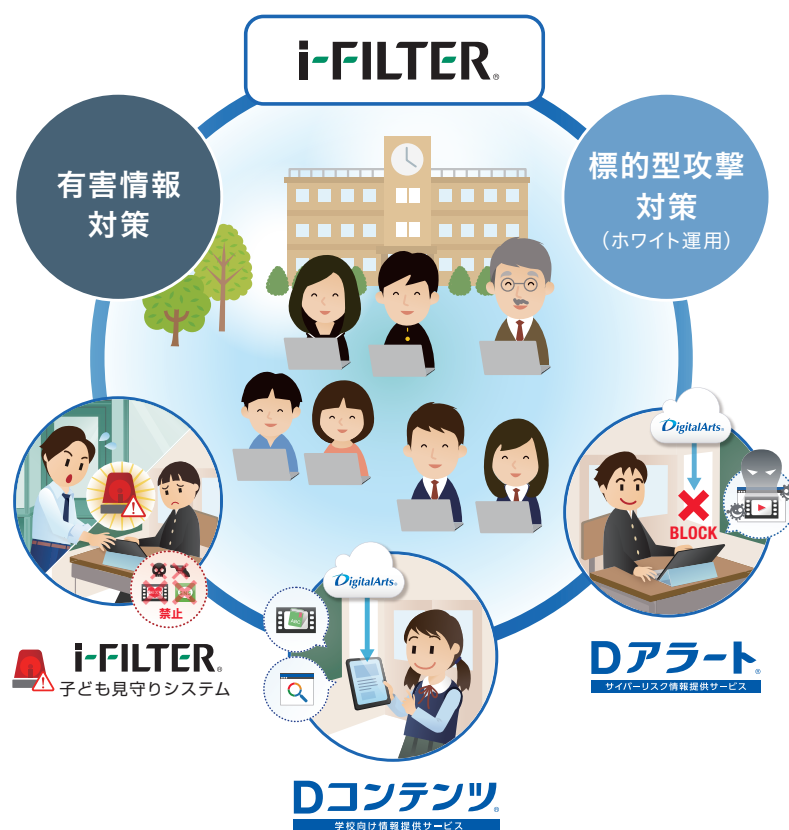 i-FILTER®
有害情報
対策
標的型攻撃
対策
（ホワイト運用）
DigitalArts®
BLOCK
禁止
DigitalArts®
i-FILTER®
子ども見守りシステム
Dアラート®
サイバーリスク情報提供サービス
Dコンテンツ®
学校向け情報提供サービス